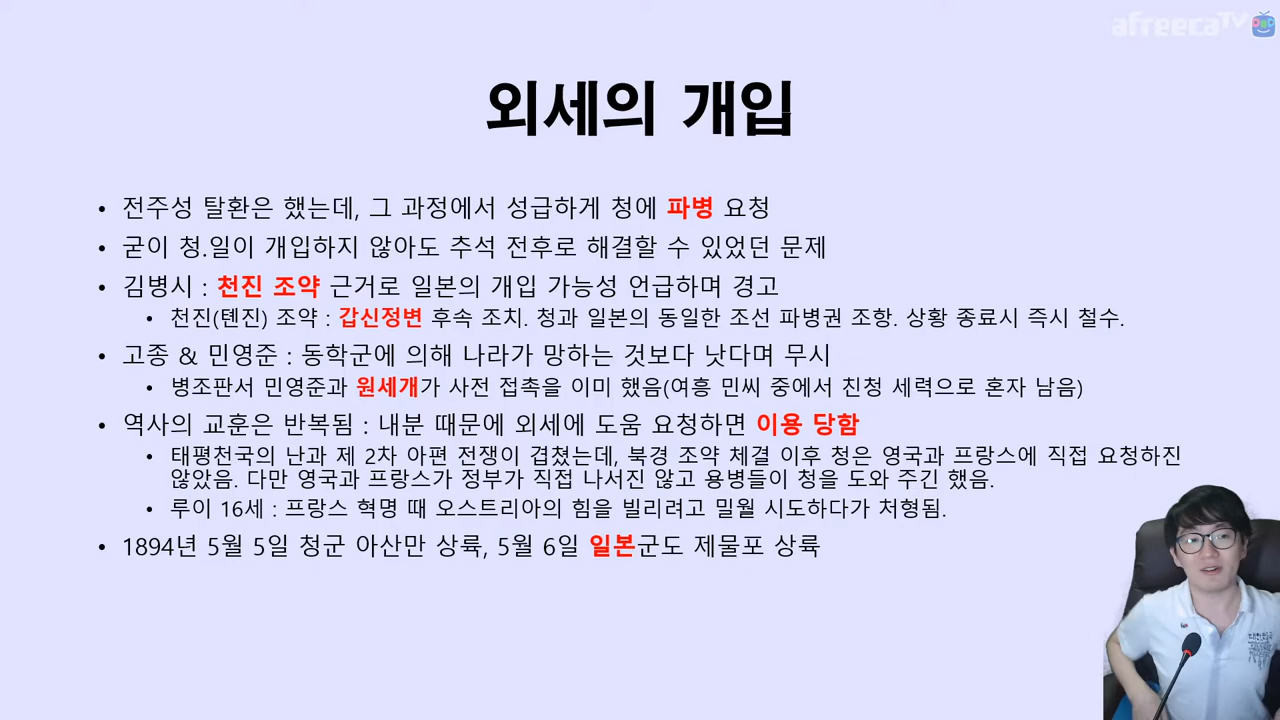 afreecaTV
외세의 개입
• 전주성 탈환은 했는데, 그 과정에서 성급하게 청에 파병 요청
• 굳이 청.일이 개입하지 않아도 추석 전후로 해결할 수 있었던 문제
• 김병시 : 천진 조약 근거로 일본의 개입 가능성 언급하며 경고
• 천진(톈진) 조약 : 갑신정변 후속 조치. 청과 일본의 동일한 조선 파병권 조항. 상황 종료시 즉시 철수.
• 고종 & 민영준 : 동학군에 의해 나라가 망하는 것보다 낫다며 무시
• 병조판서 민영준과 원세개가 사전 접촉을 이미 했음(여흥 민씨 중에서 친청 세력으로 혼자 남음)
• 역사의 교훈은 반복됨 : 내분 때문에 외세에 도움 요청하면 이용 당함
• 태평천국의 난과 제 2차 아편 전쟁이 겹쳤는데, 북경 조약 체결 이후 청은 영국과 프랑스에 직접 요청하진
않았음. 다만 영국과 프랑스가 정부가 직접 나서진 않고 용병들이 청을 도와 주긴 했음.
• 루이 16세 : 프랑스 혁명 때 오스트리아의 힘을 빌리려고 밀월 시도하다가 처형됨.
• 1894년 5월 5일 청군 아산만 상륙, 5월 6일 일본군도 제물포 상륙